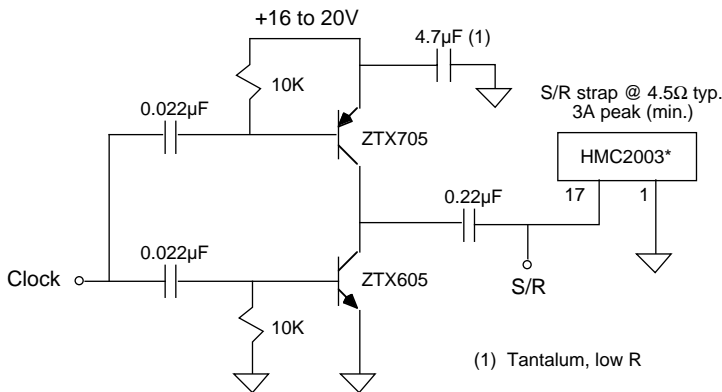 +16 to 20V
4.7µF (1)
10K
S/R strap @ 4.5Ω typ.
3A peak (min.)
0.022µF
ZTX705
HMC2003*
17
1
0.22µF
0.022µF
Clock
ZTX605
S/R
10K
(1) Tantalum, low R